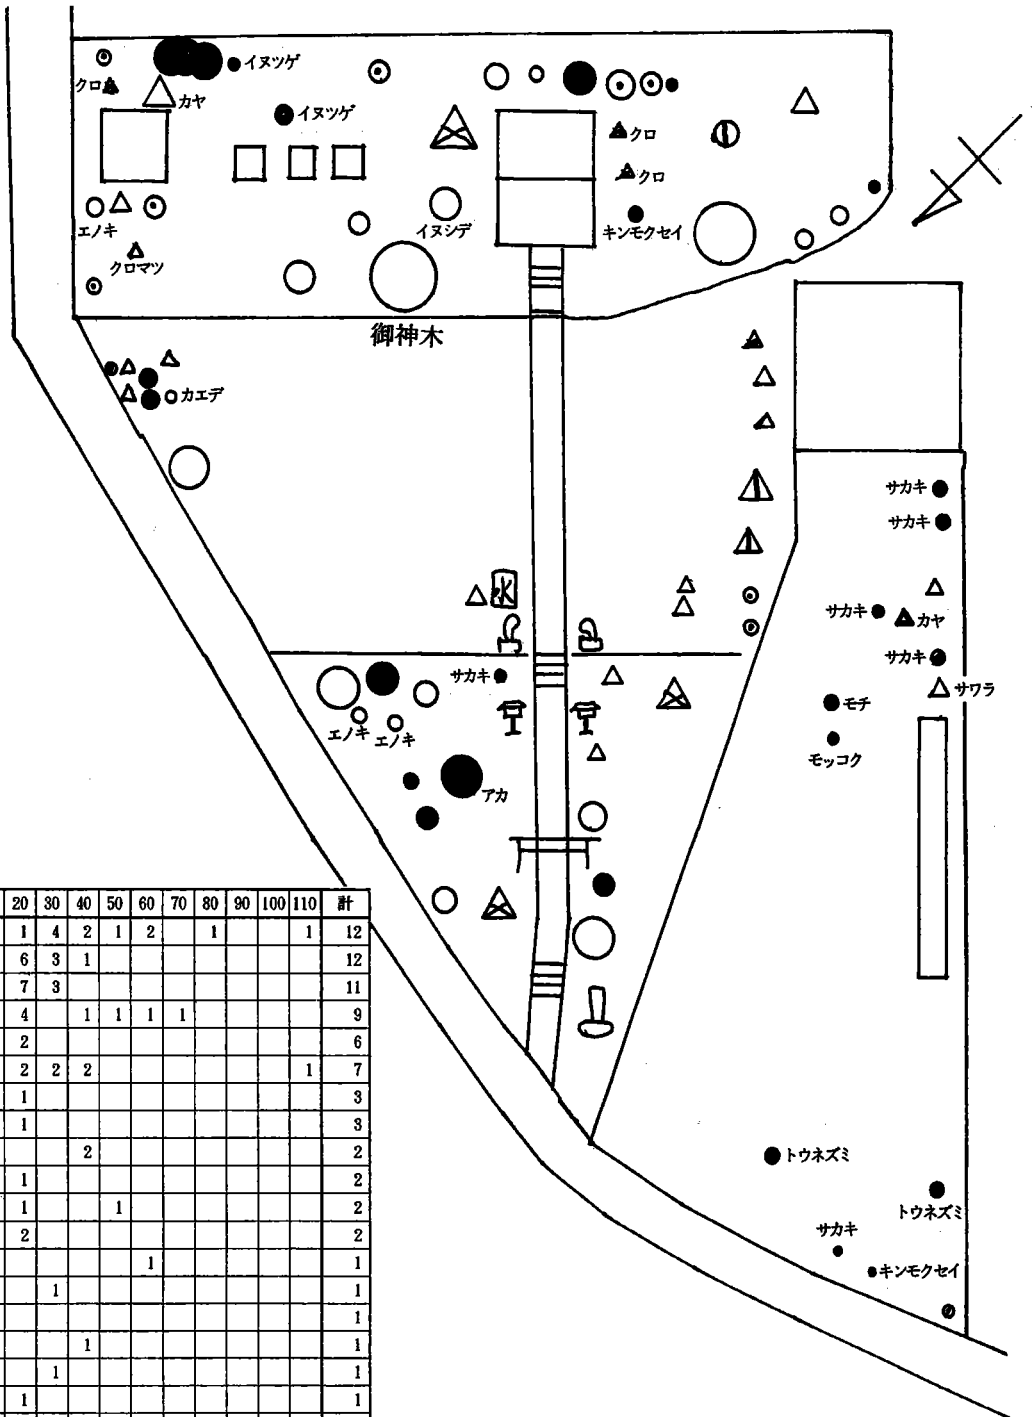 イヌツゲ
クロ
カヤ
イヌツゲ
クロ
クロ
エノキ
イヌシデ
キンモクセイ
クロマツ
御神木
カエデ
サカキ
サカキ
水
サカキ
カヤ
サカキ
サカキ
サワラ
モチ
エノキ
エノキ
モッコク
アカ
20 30 40 50 60 70 80 90 100 110 計
1 4 2 1 2 1 1 12
6 3 1 12
7 3 11
4 1 1 1 1 9
2 6
2 2 2 1 7
1 3
1 3
2 2
1 2
1 1 2
2 2
1 1
1 1
1
1 1
1 1
1 1
トウネズミ
トウネズミ
サカキ
キンモクセイ